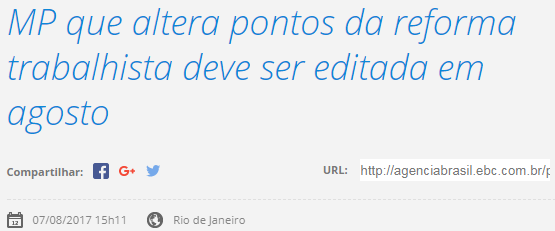 MP que altera pontos da reforma
trabalhista deve ser editada em
agosto
Compartilhar: URL: http://agenciabrasil.ebc.com.br/p
07/08/2017 15h11 Rio de Janeiro